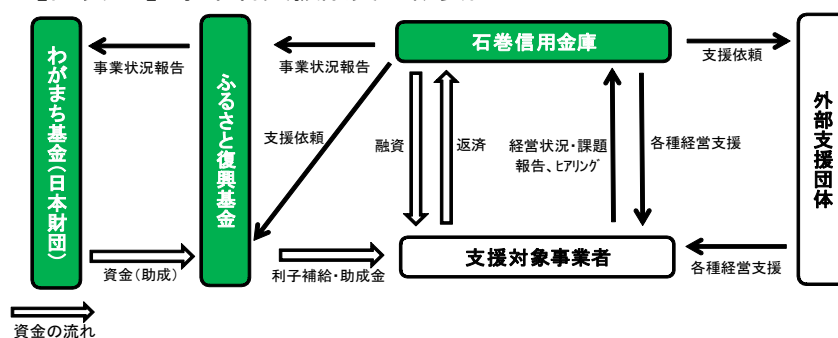 わがまち基金(日本財団)
事業状況報告
ふるさと復興基金
事業状況報告
石巻信用金庫
支援依頼
外部支援団体
支援依頼
融資
返済
経営状況・課題
報告、ﾋｱﾘﾝｸﾞ
各種経営支援
支援対象事業者
資金(助成)
利子補給・助成金
各種経営支援
資金の流れ